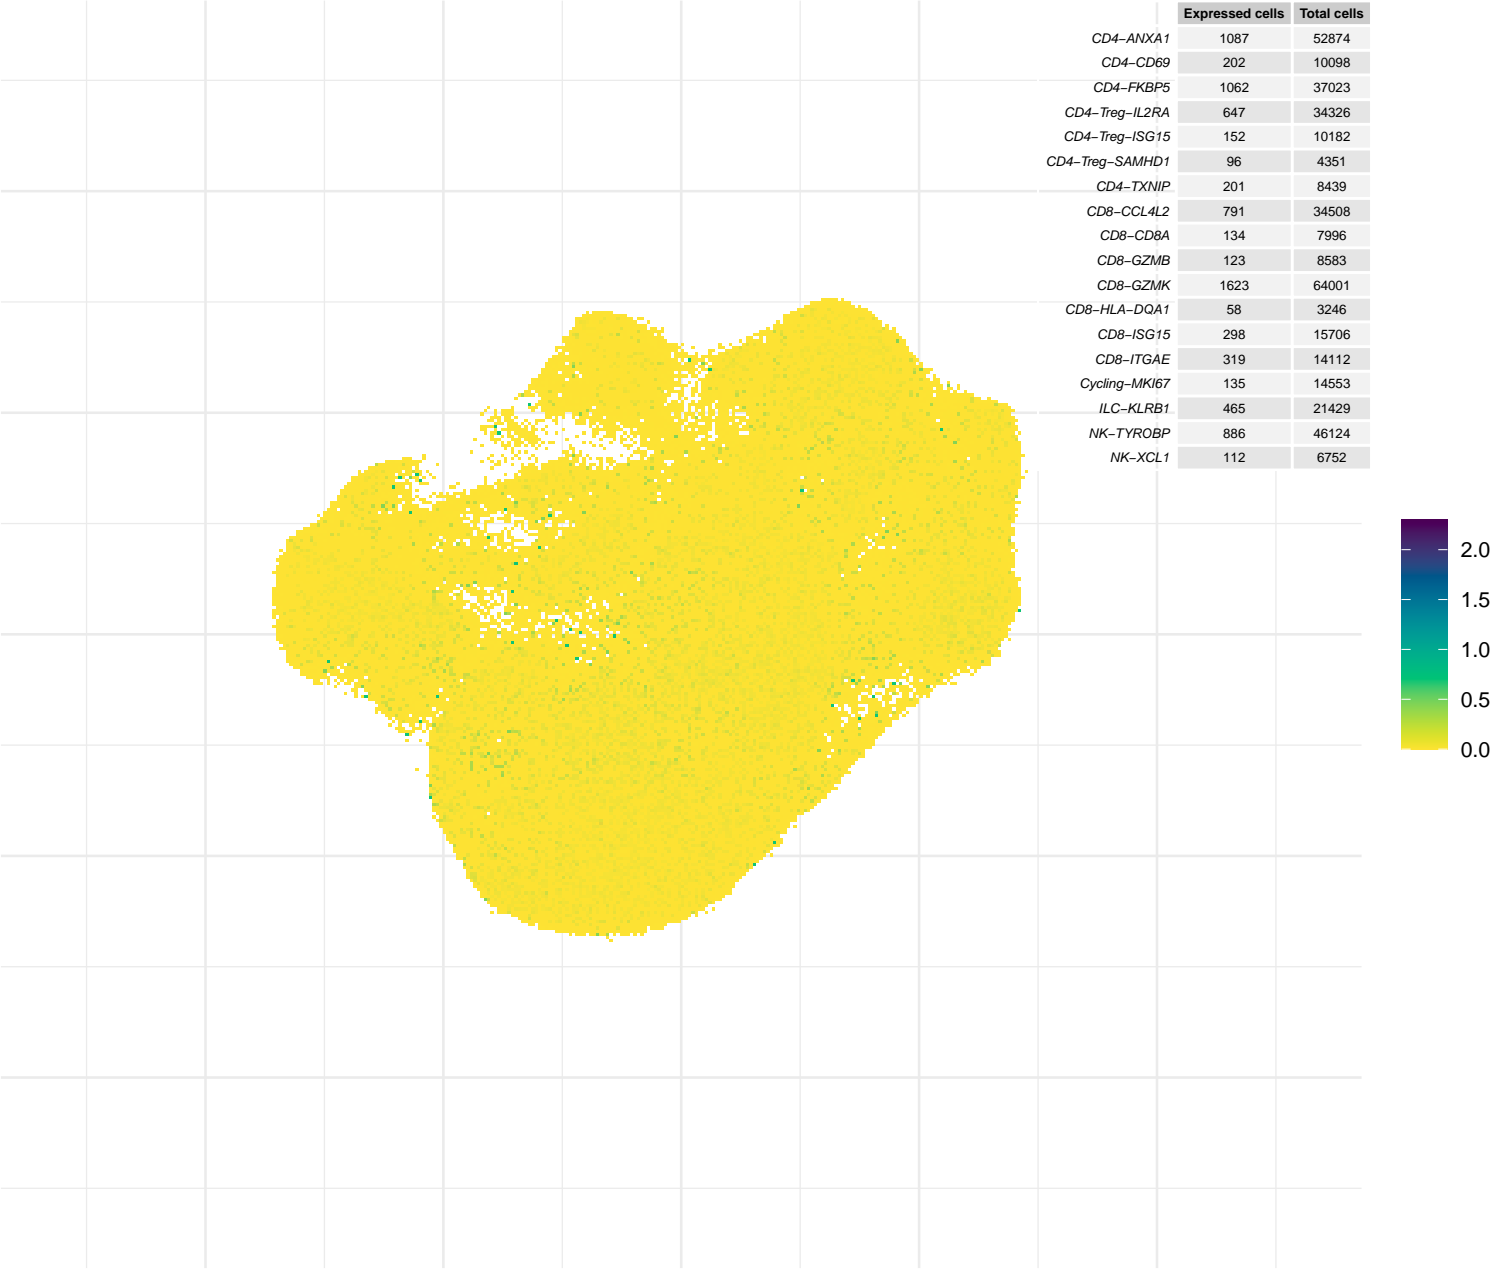 Expressed cells Total cells
CD4−ANXA1 1087 52874
CD4−CD69 202 10098
CD4−FKBP5 1062 37023
CD4−Treg−IL2RA 647 34326
CD4−Treg−ISG15 152 10182
CD4−Treg−SAMHD1 96 4351
CD4−TXNIP 201 8439
CD8−CCL4L2 791 34508
CD8−CD8A 134 7996
CD8−GZMB 123 8583
CD8−GZMK 1623 64001
CD8−HLA−DQA1 58 3246
CD8−ISG15 298 15706
CD8−ITGAE 319 14112
Cycling−MKI67 135 14553
ILC−KLRB1 465 21429
NK−TYROBP 886 46124
NK−XCL1 112 6752
2.0
1.5
1.0
0.5
0.0